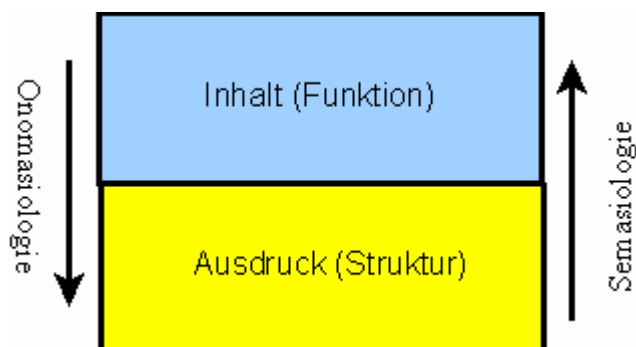 Onomasiologie
Inhalt (Funktion)
Ausdruck (Struktur)
Semasiologie